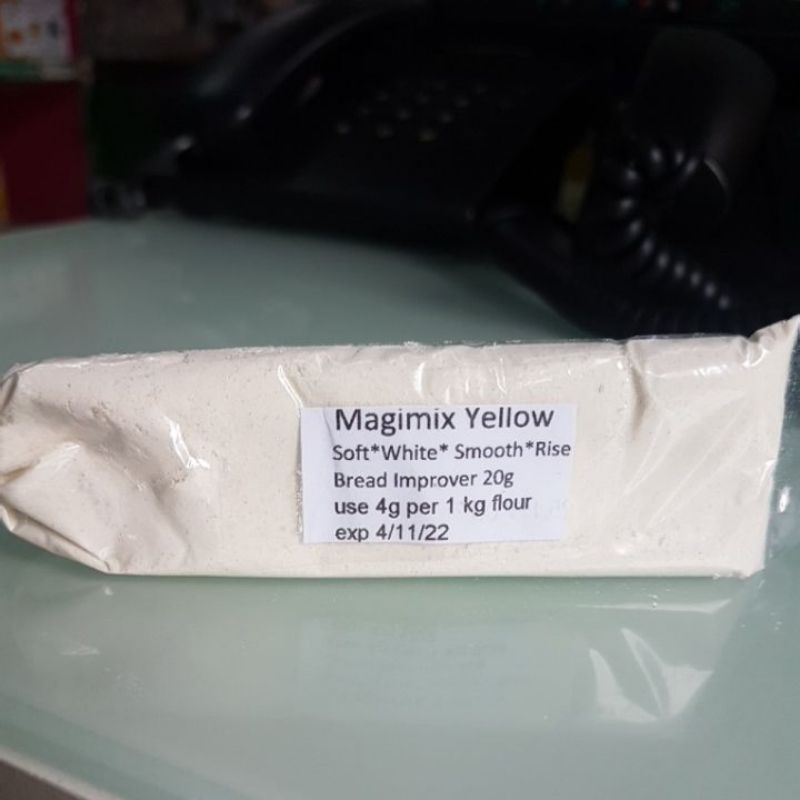 Magimix Yellow
Soft*White* Smooth*Rise
Bread Improver 20g
use 4g per 1 kg flour
exp 4/11/22